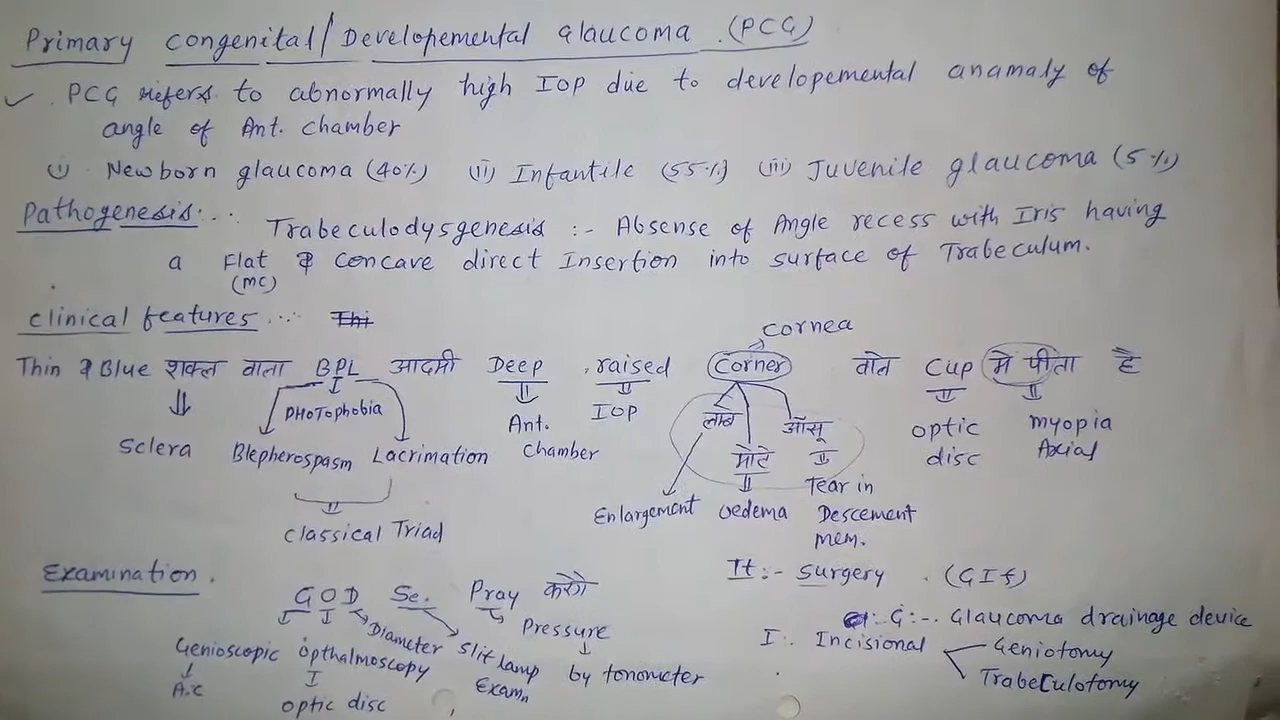 Primary congenital/Developemental Glaucoma .(PCG)
✓ . PCG refers to abnormally high IOP due to developemental anamaly of
angle of Ant. chamber
(i) Newborn glaucoma (40%) (ii) Infantile (55%) (iii) Juvenile glaucoma (5%)
Pathogenesis:..
Trabeculodysgenesis :- Absense of Angle recess with Iris having
a Flat & concave direct Insertion into surface of Trabeculum.
(mc)
clinical features... Thi
cornea
Thin & Blue शक्ल वाला BPL आदमी Deep , raised Corner वाले Cup मे पीता है
PHOTOphobia Ant. IOP लाबे मोटे आँसू optic disc myopia Axial
Sclera Blepherospasm Lacrimation chamber
Enlargement oedema Tear in Descement mem.
classical Triad
Examination.
GOD Se. Pray करेगे
Genioscopic opthalmoscopy Diameter slit lamp Examn Pressure
A.c optic disc by tonometer
It :- Surgery . (GIf)
G :-. Glaucoma drainage device
I :. Incisional Geniotomy
Trabeculotomy